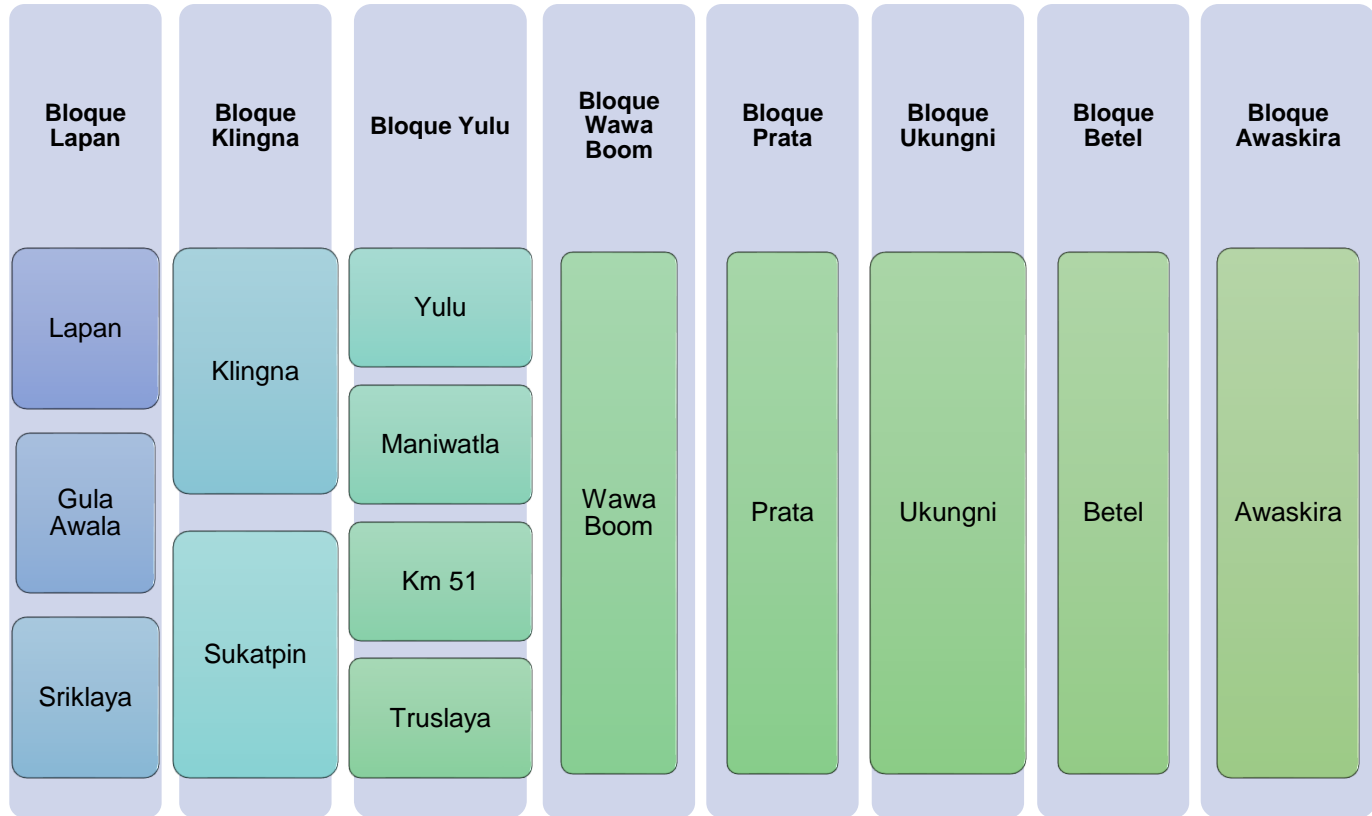 Bloque
Lapan
Lapan
Gula
Awala
Sriklaya
Bloque
Klingna
Klingna
Sukatpin
Bloque Yulu
Yulu
Maniwatla
Km 51
Truslaya
Bloque
Wawa
Boom
Wawa
Boom
Bloque
Prata
Prata
Bloque
Ukungni
Ukungni
Bloque
Betel
Betel
Bloque
Awaskira
Awaskira